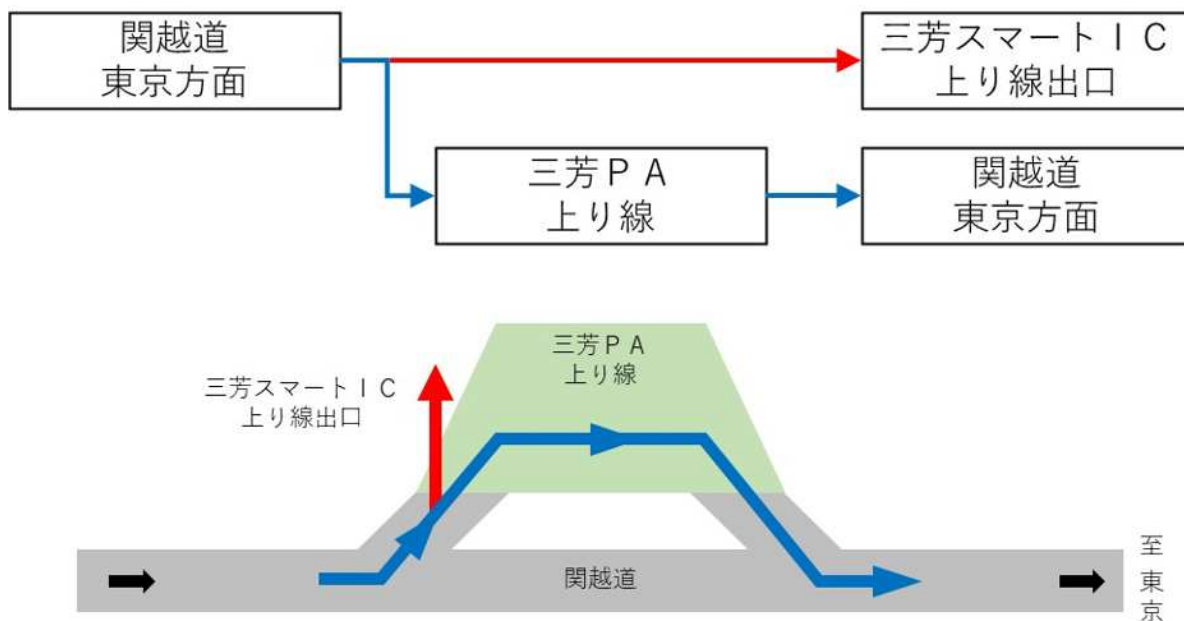 関越道
東京方面
三芳スマートＩＣ
上り線出口
三芳ＰＡ
上り線
関越道
東京方面
三芳ＰＡ
上り線
三芳スマートＩＣ
上り線出口
関越道
至東京